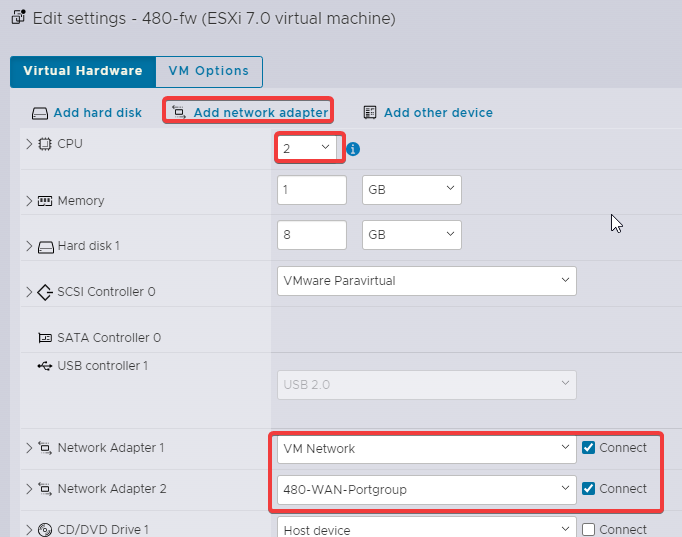 Edit settings - 480-fw (ESXi 7.0 virtual machine)
Virtual Hardware VM Options
Add hard disk Add network adapter Add other device
CPU 2
Memory 1 GB
Hard disk 1 8 GB
SCSI Controller 0 VMware Paravirtual
SATA Controller 0
USB controller 1
USB 2.0
Network Adapter 1 VM Network Connect
Network Adapter 2 480-WAN-Portgroup Connect
CD/DVD Drive 1 Host device Connect